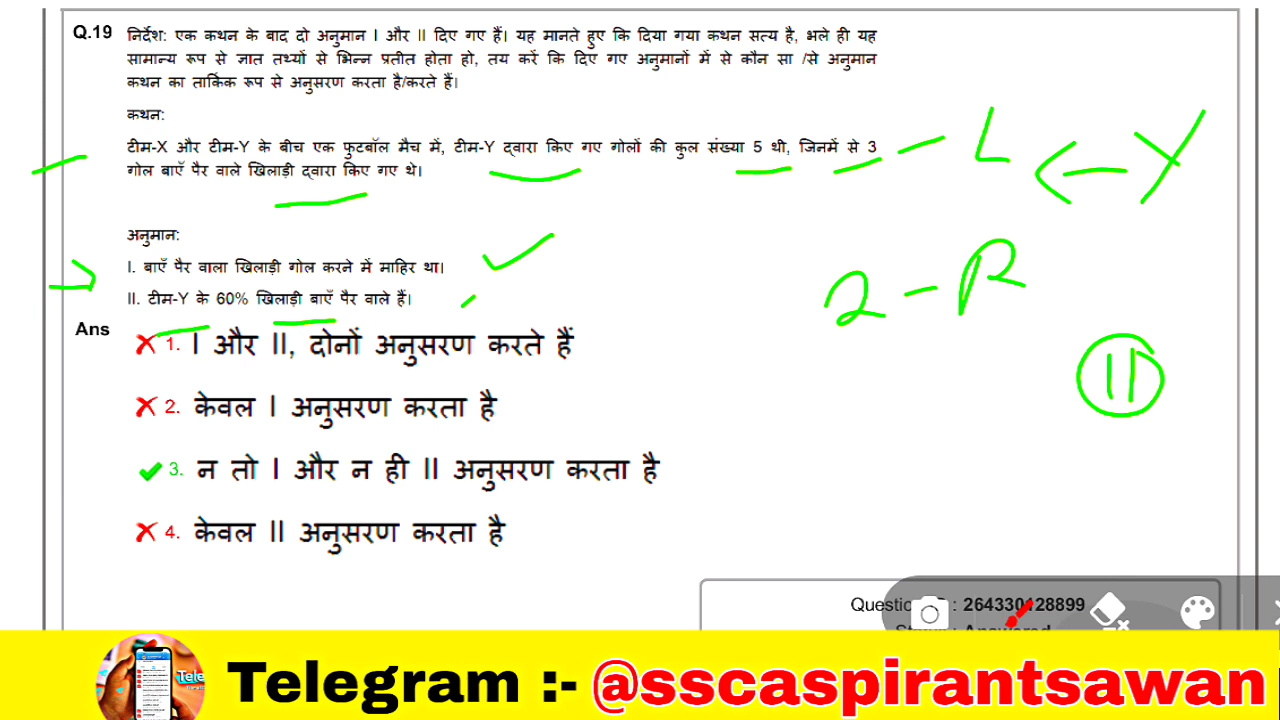 Q.19 निर्देश: एक कथन के बाद दो अनुमान I और II दिए गए हैं। यह मानते हुए कि दिया गया कथन सत्य है, भले ही यह
सामान्य रूप से ज्ञात तथ्यों से भिन्न प्रतीत होता हो, तय करें कि दिए गए अनुमानों में से कौन सा /से अनुमान
कथन का तार्किक रूप से अनुसरण करता है/करते हैं।
कथन:
टीम-X और टीम-Y के बीच एक फुटबॉल मैच में, टीम-Y द्वारा किए गए गोलों की कुल संख्या 5 थी, जिनमें से 3
गोल बाएँ पैर वाले खिलाड़ी द्वारा किए गए थे।
L Y
अनुमान:
I. बाएँ पैर वाला खिलाड़ी गोल करने में माहिर था।
II. टीम-Y के 60% खिलाड़ी बाएँ पैर वाले हैं।
2 - R
Ans
1. I और II, दोनों अनुसरण करते हैं
II
2. केवल I अनुसरण करता है
3. न तो I और न ही II अनुसरण करता है
4. केवल II अनुसरण करता है
: 264330128899
Telegram :- @sscaspirantsawan